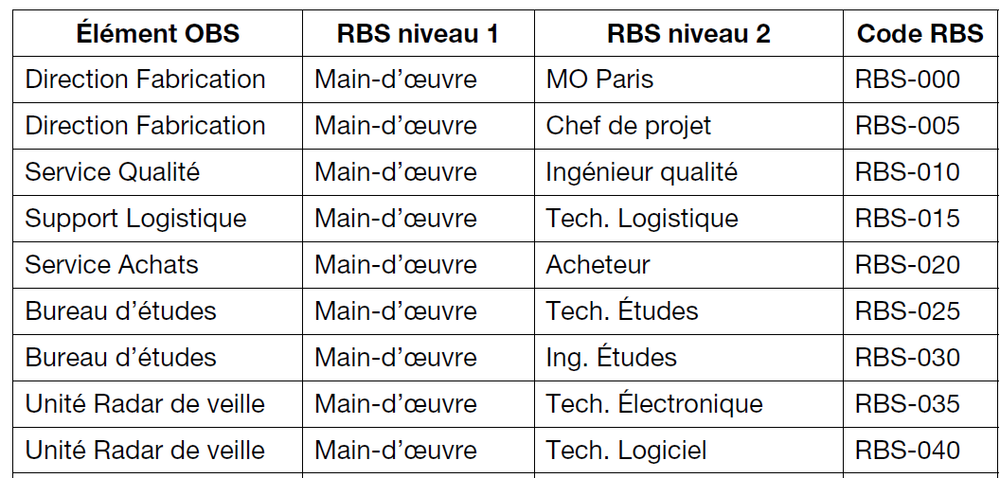 Élément OBS RBS niveau 1 RBS niveau 2 Code RBS
Direction Fabrication Main-d’œuvre MO Paris RBS-000
Direction Fabrication Main-d’œuvre Chef de projet RBS-005
Service Qualité Main-d’œuvre Ingénieur qualité RBS-010
Support Logistique Main-d’œuvre Tech. Logistique RBS-015
Service Achats Main-d’œuvre Acheteur RBS-020
Bureau d’études Main-d’œuvre Tech. Études RBS-025
Bureau d’études Main-d’œuvre Ing. Études RBS-030
Unité Radar de veille Main-d’œuvre Tech. Électronique RBS-035
Unité Radar de veille Main-d’œuvre Tech. Logiciel RBS-040